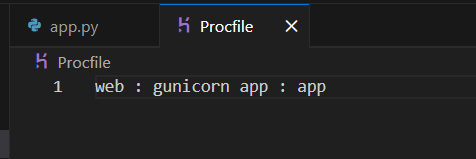 app.py Procfile
Procfile
1 web : gunicorn app : app